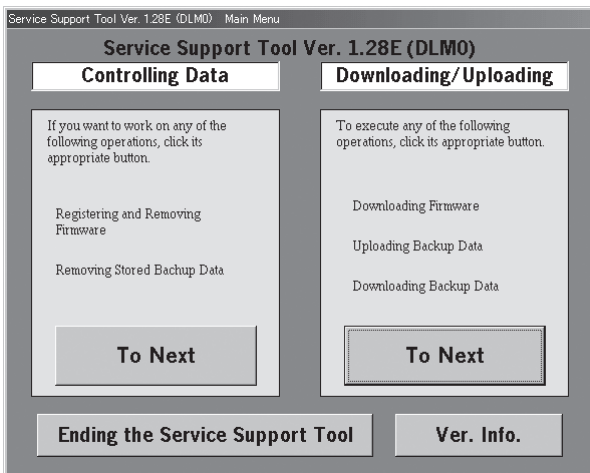 Service Support Tool Ver. 1.28E (DLM0)   Main Menu
Service Support Tool Ver. 1.28E (DLM0)
Controlling Data
If you want to work on any of the
following operations, click its
appropriate button.
Registering and Removing
Firmware
Removing Stored Bachup Data
To Next
Downloading/Uploading
To execute any of the following
operations, click its appropriate button.
Downloading Firmware
Uploading Backup Data
Downloading Backup Data
To Next
Ending the Service Support Tool
Ver. Info.